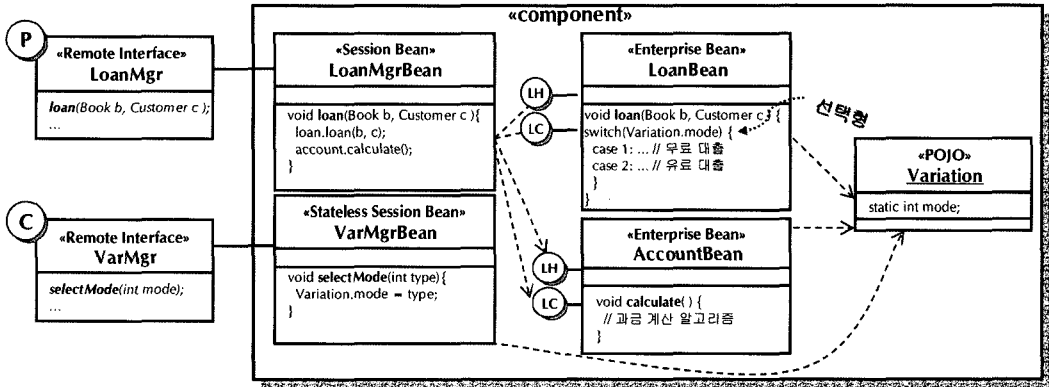 «component»
P
«Remote Interface»
LoanMgr
loan(Book b, Customer c );
...
«Session Bean»
LoanMgrBean
void loan(Book b, Customer c ){
loan.loan(b, c);
account.calculate();
}
LH
LC
«Enterprise Bean»
LoanBean
void loan(Book b, Customer c ) {
switch(Variation.mode) {
case 1: ... // 무료 대출
case 2: ... // 유료 대출
}
}
선택형
«POJO»
Variation
static int mode;
C
«Remote Interface»
VarMgr
selectMode(int mode);
...
«Stateless Session Bean»
VarMgrBean
void selectMode(int type){
Variation.mode = type;
}
LH
LC
«Enterprise Bean»
AccountBean
void calculate( ) {
// 과금 계산 알고리즘
}